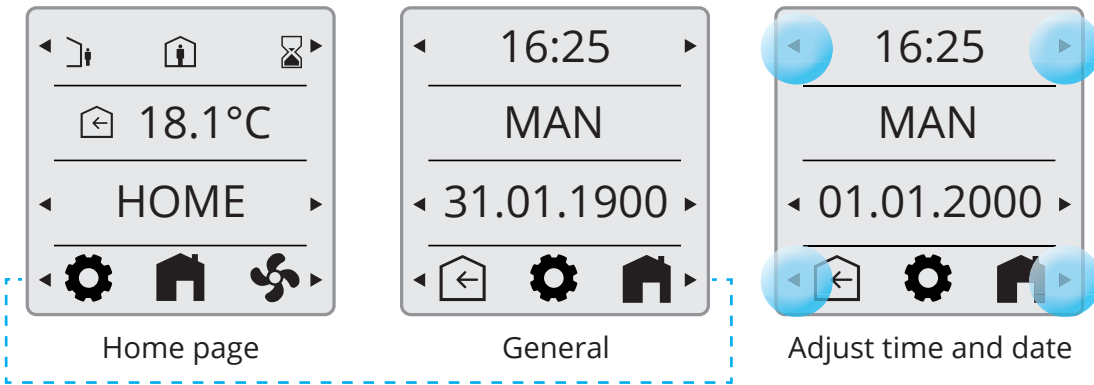 18.1°C
HOME
Home page
16:25
MAN
31.01.1900
General
16:25
MAN
01.01.2000
Adjust time and date